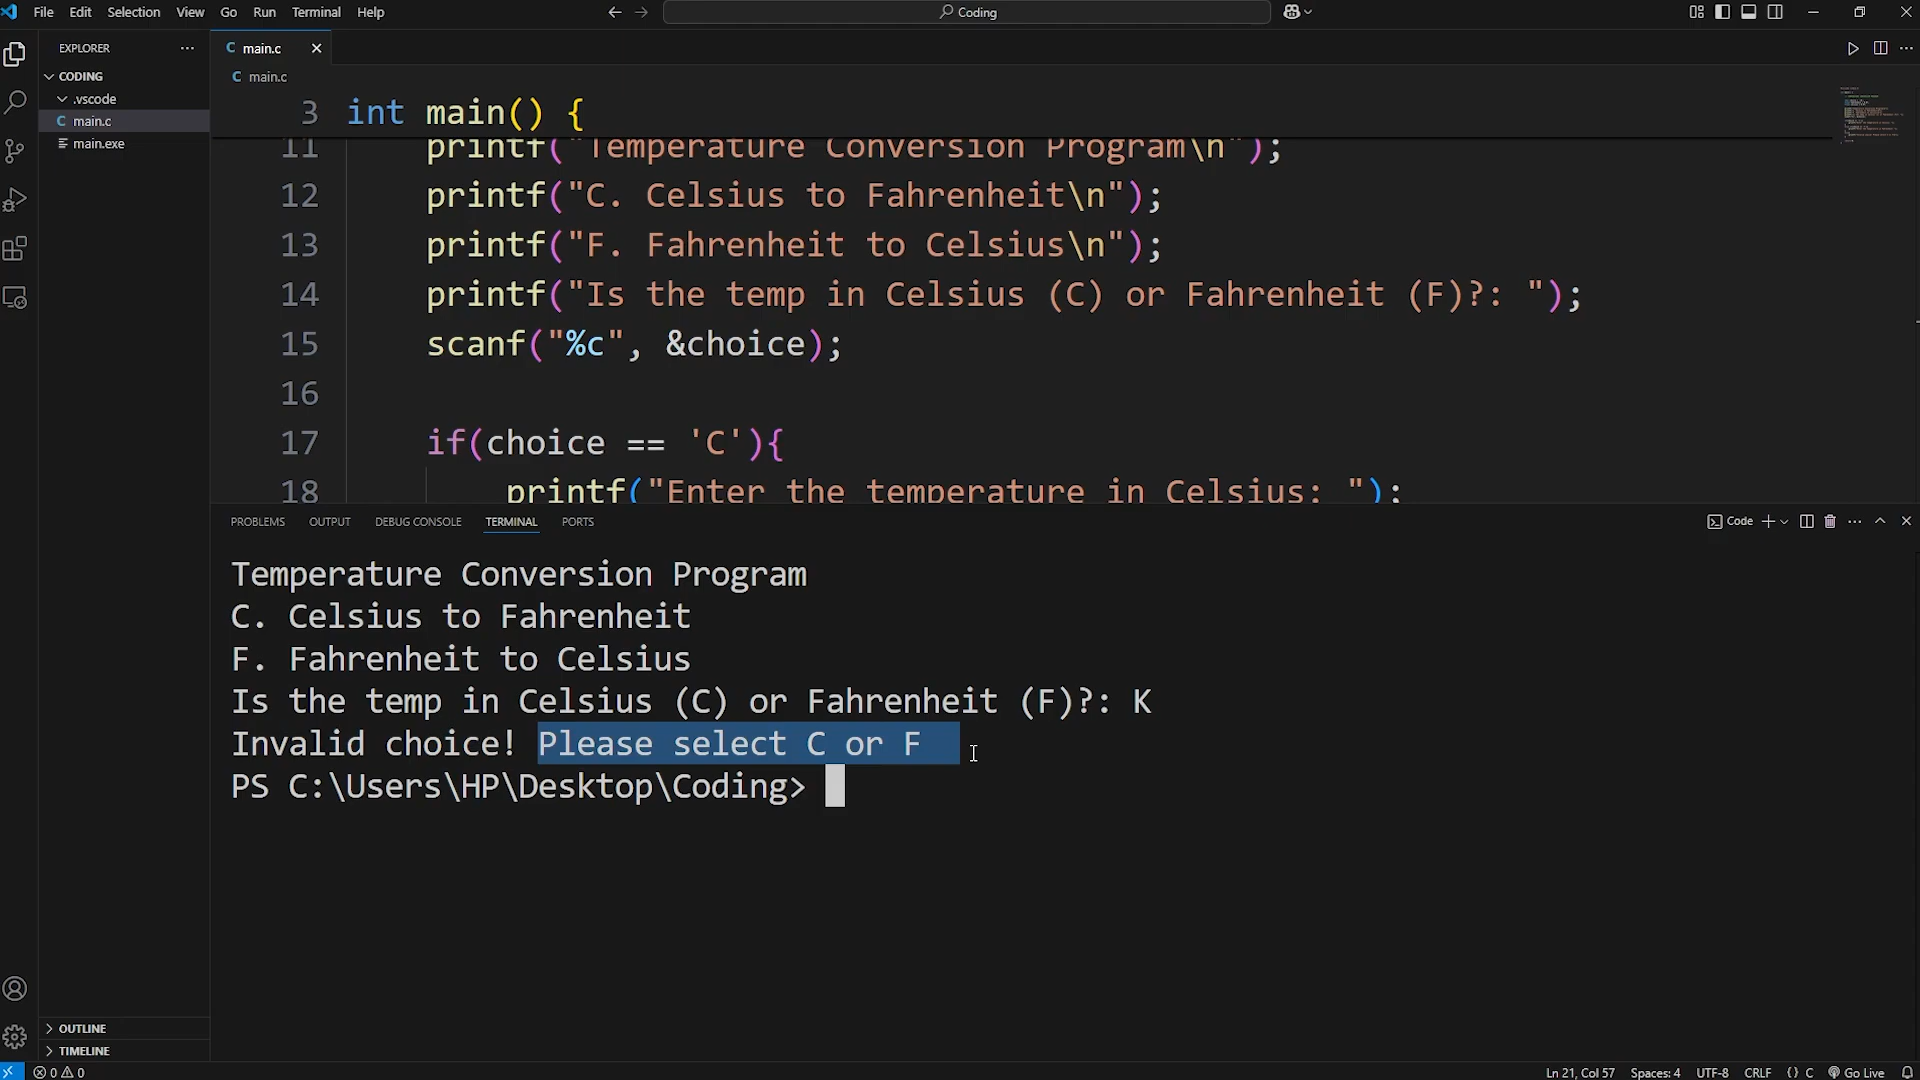 File Edit Selection View Go Run Terminal Help
Coding
EXPLORER
CODING
.vscode
C main.c
main.exe
OUTLINE
TIMELINE
C main.c
C main.c
3 int main() {
11 printf("Temperature Conversion Program\n");
12 printf("C. Celsius to Fahrenheit\n");
13 printf("F. Fahrenheit to Celsius\n");
14 printf("Is the temp in Celsius (C) or Fahrenheit (F)?: ");
15 scanf("%c", &choice);
16
17 if(choice == 'C'){
18 printf("Enter the temperature in Celsius: ");
PROBLEMS OUTPUT DEBUG CONSOLE TERMINAL PORTS
Code
Temperature Conversion Program
C. Celsius to Fahrenheit
F. Fahrenheit to Celsius
Is the temp in Celsius (C) or Fahrenheit (F)?: K
Invalid choice! Please select C or F
PS C:\Users\HP\Desktop\Coding>
0 0 Ln 21, Col 57 Spaces: 4 UTF-8 CRLF {} C Go Live